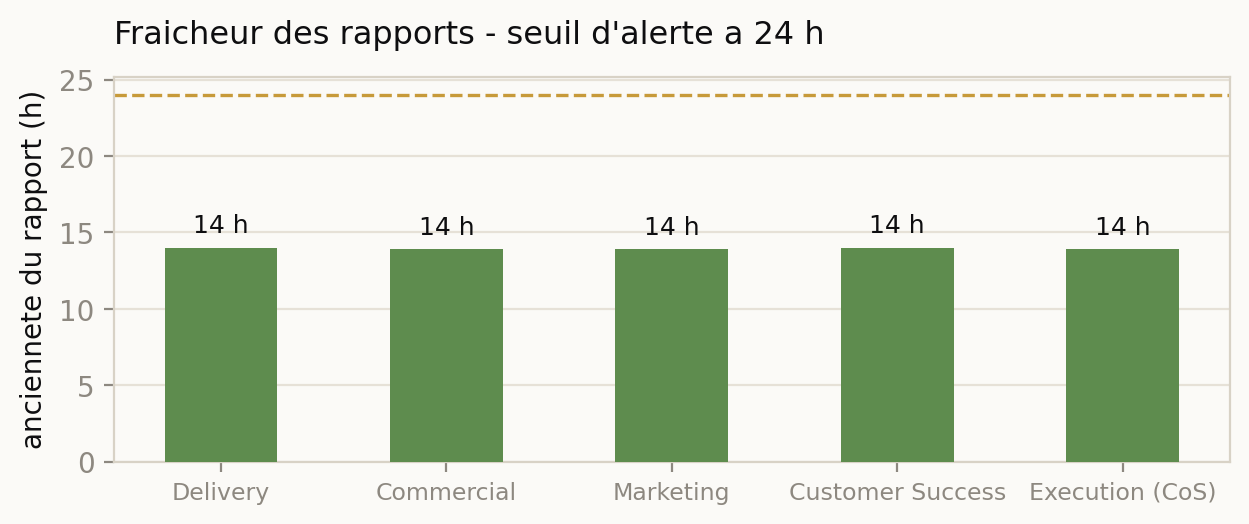 Fraicheur des rapports - seuil d'alerte a 24 h
anciennete du rapport (h)
25
20
15
10
5
0
14 h 14 h 14 h 14 h 14 h
Delivery Commercial Marketing Customer Success Execution (CoS)